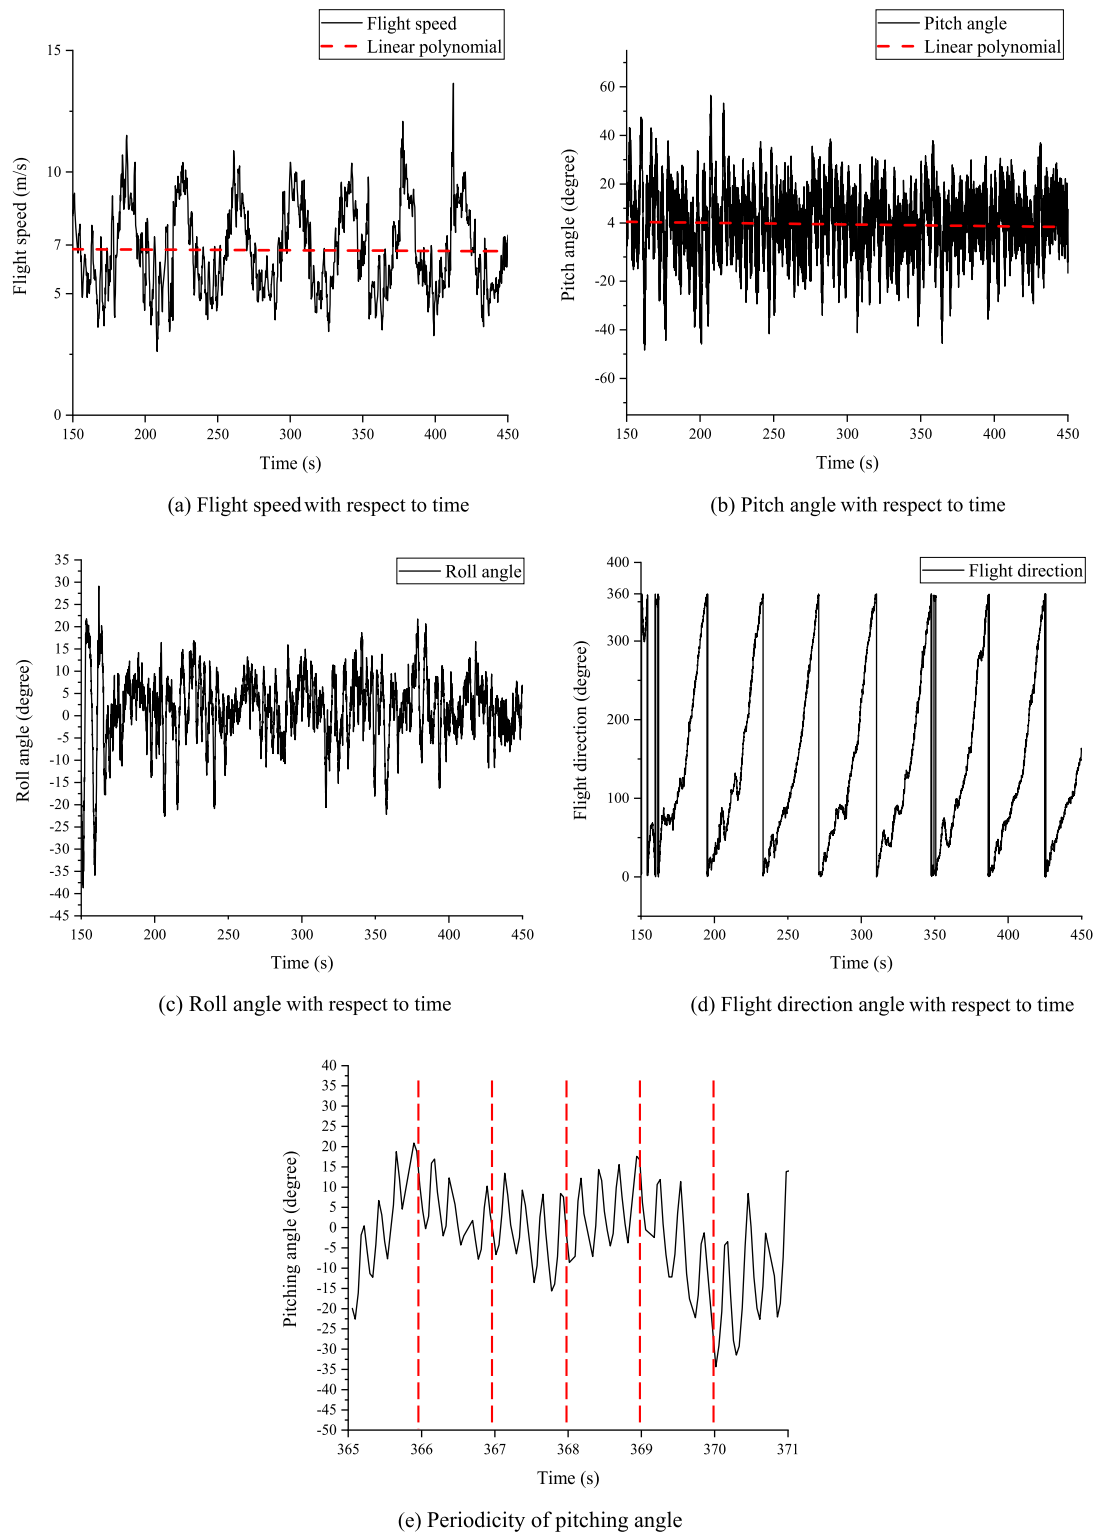 Flight speed
Linear polynomial
15
10
7
5
0
Flight speed (m/s)
150 200 250 300 350 400 450
Time (s)
(a) Flight speed with respect to time
Pitch angle
Linear polynomial
60
40
20
4
-20
-40
-60
Pitch angle (degree)
150 200 250 300 350 400 450
Time (s)
(b) Pitch angle with respect to time
Roll angle
35
30
25
20
15
10
5
0
-5
-10
-15
-20
-25
-30
-35
-40
-45
Roll angle (degree)
150 200 250 300 350 400 450
Time (s)
(c) Roll angle with respect to time
Flight direction
400
360
300
200
100
0
Flight direction (degree)
150 200 250 300 350 400 450
Time (s)
(d) Flight direction angle with respect to time
40
35
30
25
20
15
10
5
0
-5
-10
-15
-20
-25
-30
-35
-40
-45
-50
Pitching angle (degree)
365 366 367 368 369 370 371
Time (s)
(e) Periodicity of pitching angle